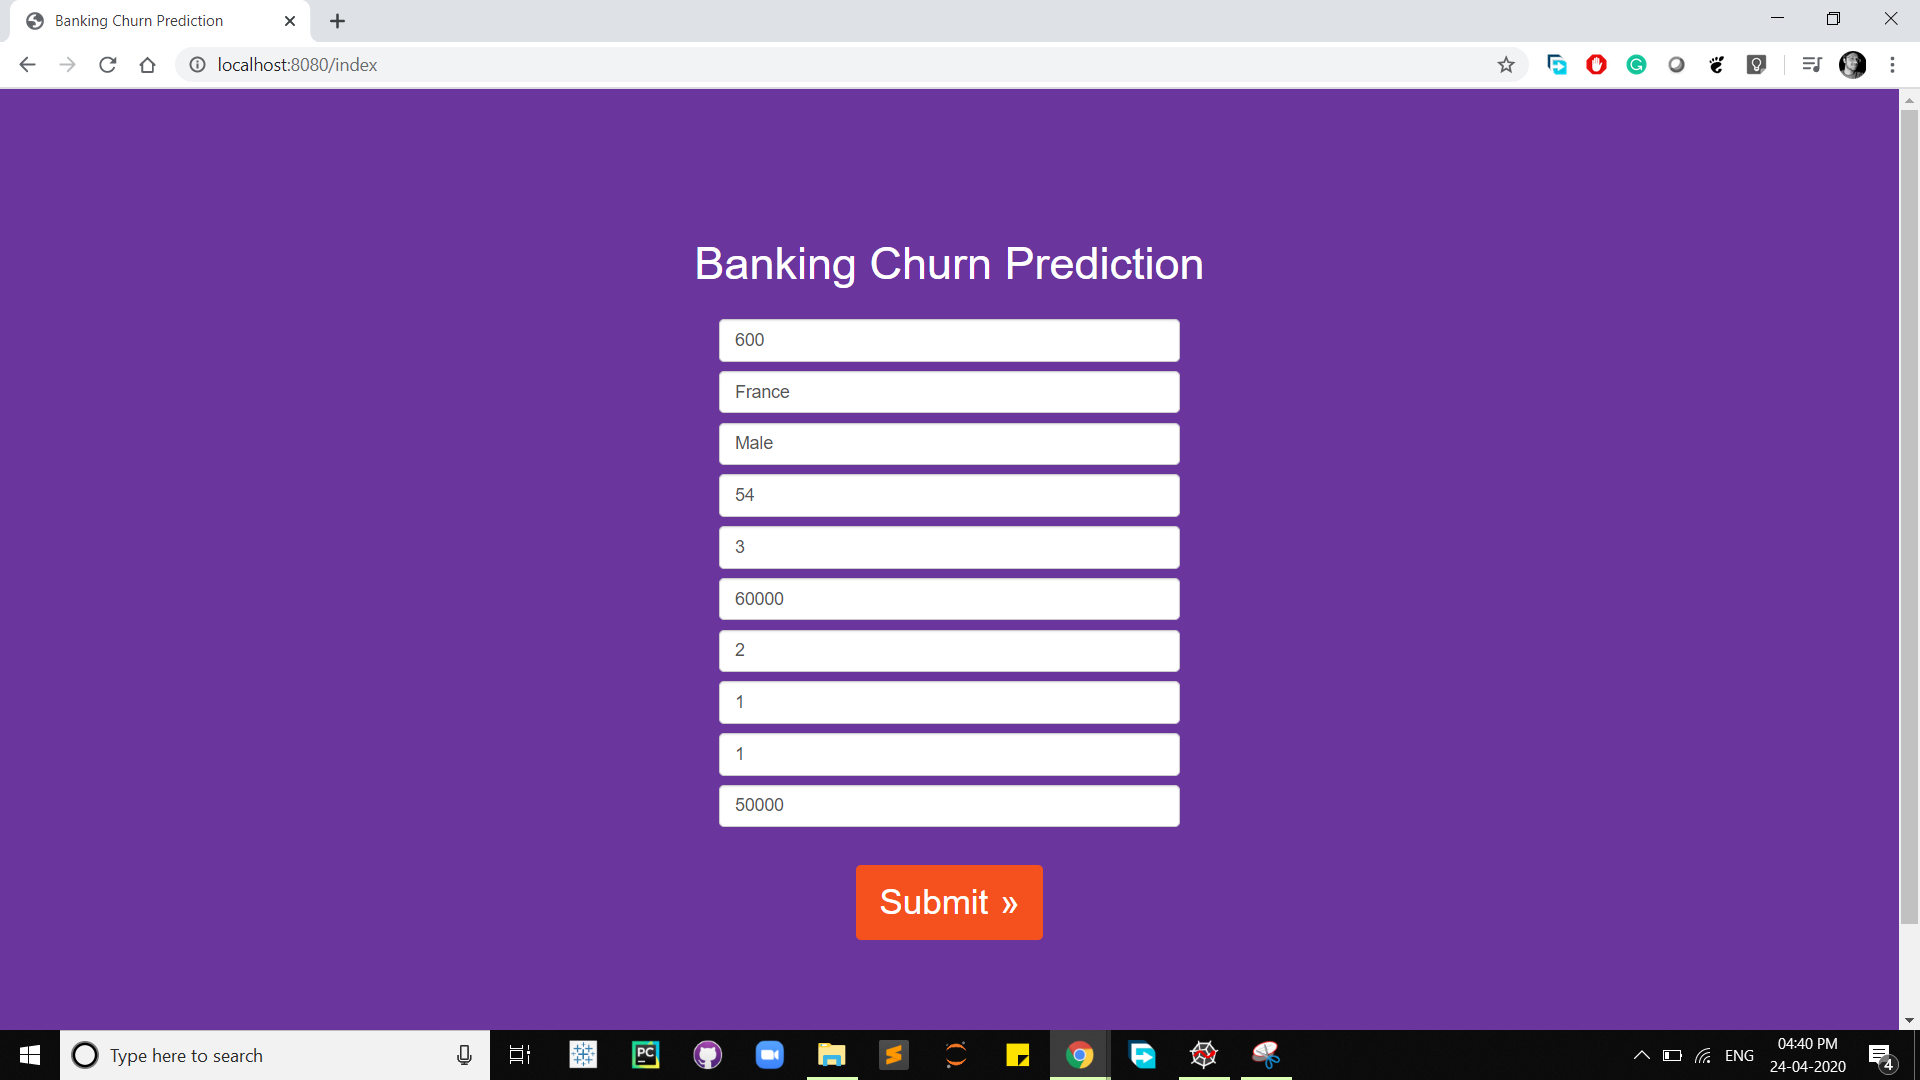 Banking Churn Prediction
localhost:8080/index
Banking Churn Prediction
600
France
Male
54
3
60000
2
1
1
50000
Submit »
Type here to search
PC
ENG
04:40 PM
24-04-2020
4